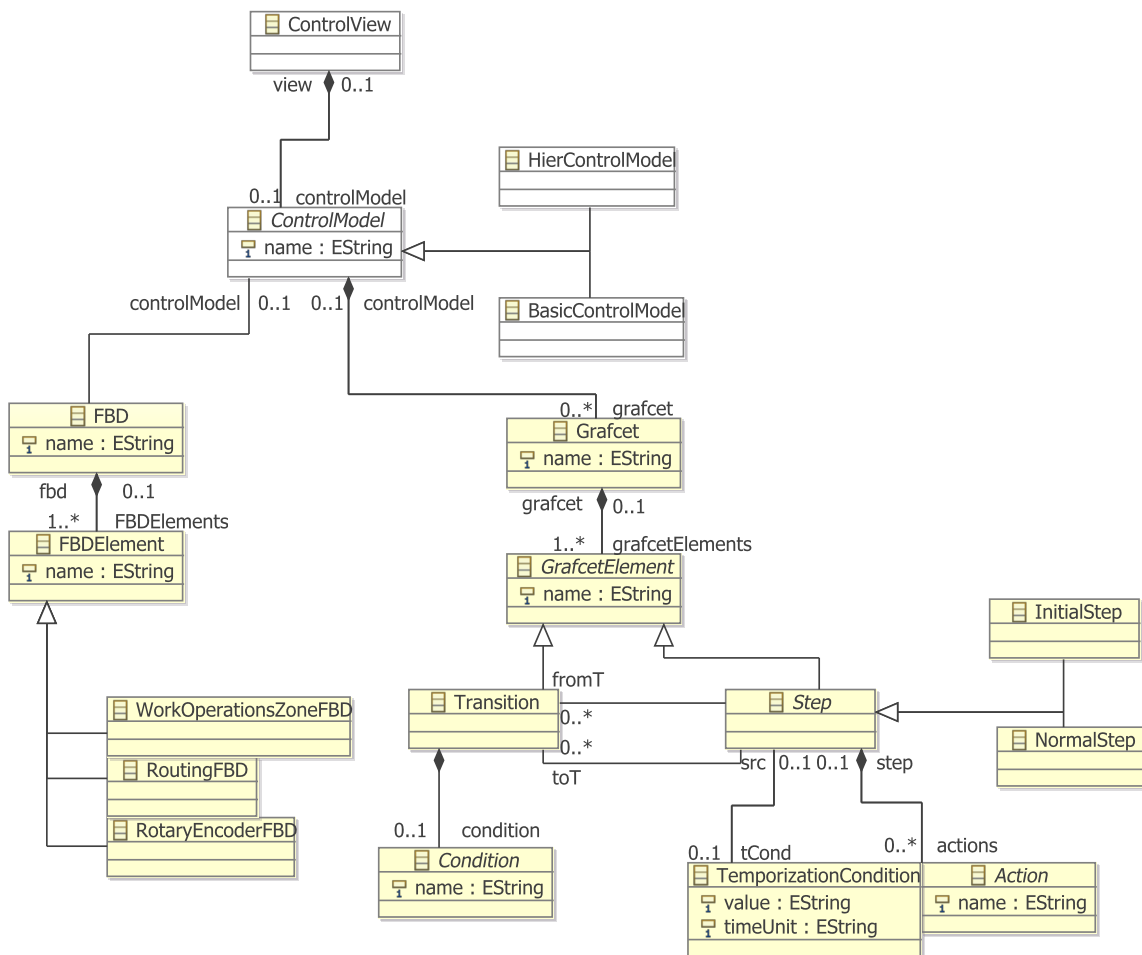 ControlView
view 0..1
HierControlModel
0..1 controlModel
ControlModel
name : EString
controlModel 0..1 0..1 controlModel
BasicControlModel
FBD
name : EString
0..* grafcet
Grafcet
name : EString
fbd 0..1
grafcet 0..1
1..* FBDElements
FBDElement
name : EString
1..* grafcetElements
GrafcetElement
name : EString
InitialStep
fromT
Transition
Step
0..*
WorkOperationsZoneFBD
NormalStep
0..*
toT
src 0..1 0..1 step
RoutingFBD
RotaryEncoderFBD
0..1 condition
Condition
name : EString
0..1 tCond
0..* actions
TemporizationCondition
value : EString
timeUnit : EString
Action
name : EString